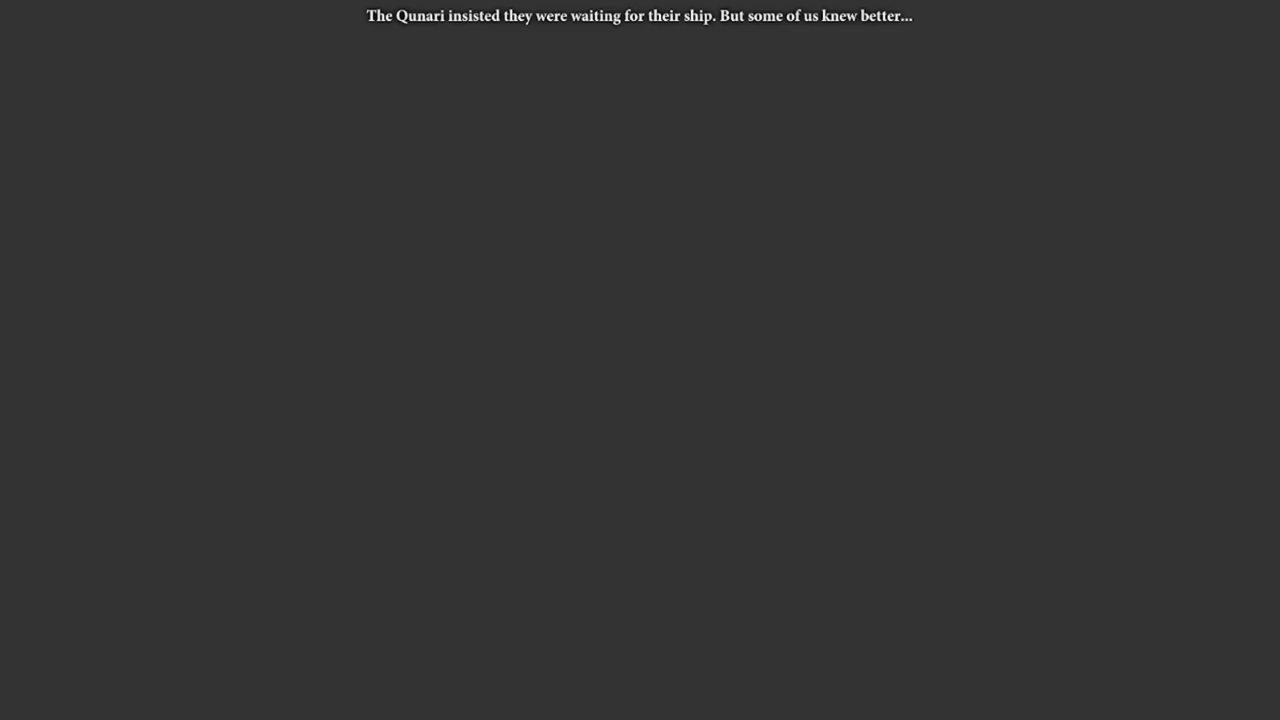 The Qunari insisted they were waiting for their ship. But some of us knew better...